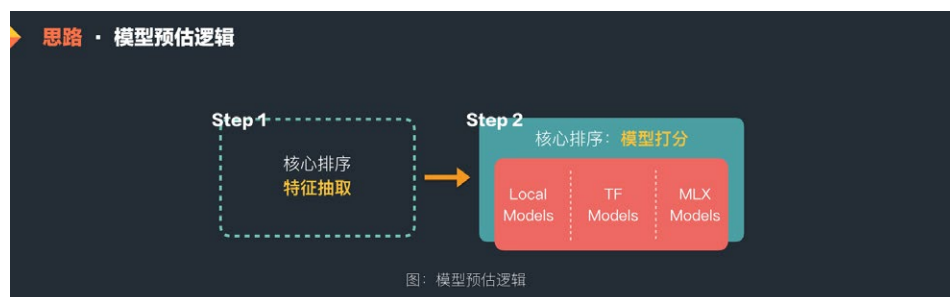 思路 · 模型预估逻辑
Step 1
核心排序
特征抽取
Step 2
核心排序：模型打分
Local
Models
TF
Models
MLX
Models
图：模型预估逻辑